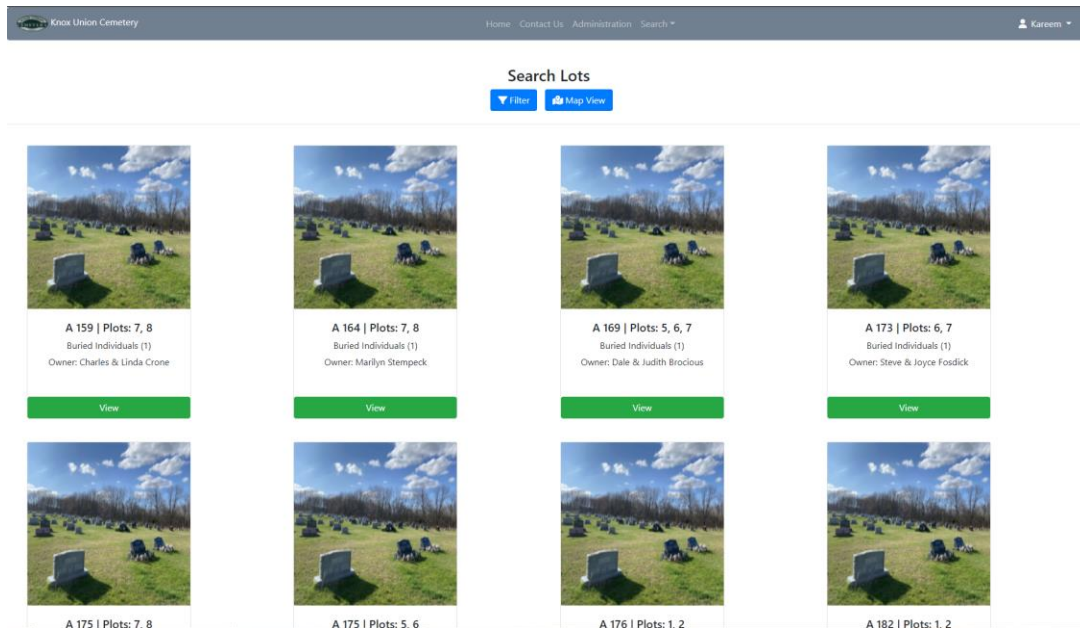 Knox Union Cemetery
Home Contact Us Administration Search
Kareem
Search Lots
Filter
Map View
A 159 | Plots: 7, 8
Buried Individuals (1)
Owner: Charles & Linda Crone
View
A 164 | Plots: 7, 8
Buried Individuals (1)
Owner: Marilyn Stempeck
View
A 169 | Plots: 5, 6, 7
Buried Individuals (1)
Owner: Dale & Judith Brocious
View
A 173 | Plots: 6, 7
Buried Individuals (1)
Owner: Steve & Joyce Fosdick
View
A 175 | Plots: 7, 8
A 175 | Plots: 5, 6
A 176 | Plots: 1, 2
A 182 | Plots: 1, 2